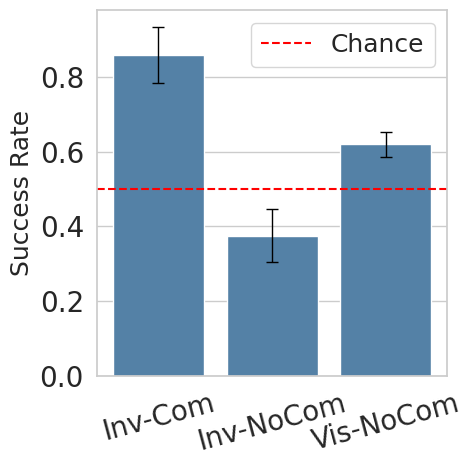 Chance
Success Rate
0.8
0.6
0.4
0.2
0.0
Inv-Com
Inv-NoCom
Vis-NoCom